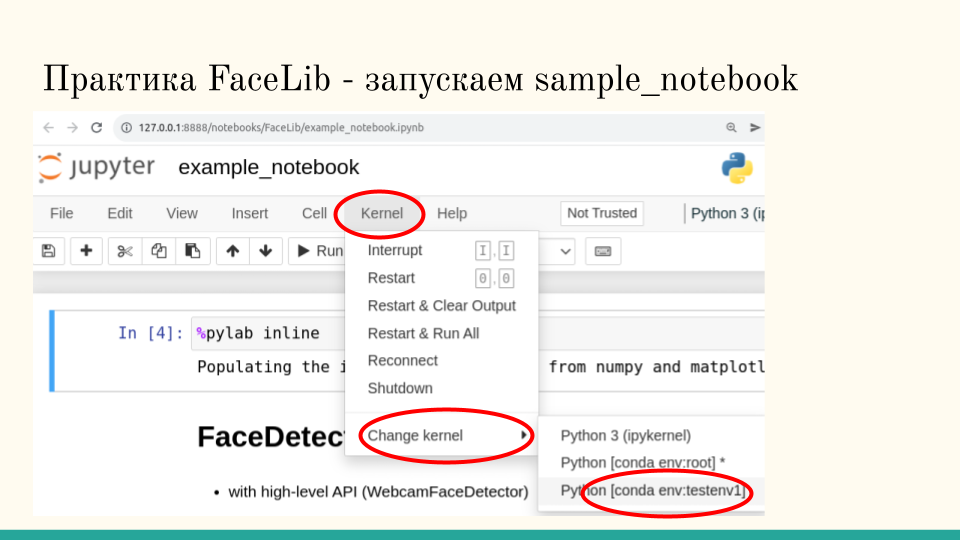 Практика FaceLib - запускаем sample_notebook
127.0.0.1:8888/notebooks/FaceLib/example_notebook.ipynb
jupyter example_notebook
File Edit View Insert Cell Kernel Help Not Trusted Python 3 (ip
Run
Interrupt I,I
Restart 0,0
Restart & Clear Output
In [4]: %pylab inline
Restart & Run All
Reconnect
Populating the i from numpy and matplotl
Shutdown
FaceDetec
Change kernel
Python 3 (ipykernel)
Python [conda env:root] *
Python [conda env:testenv1]
• with high-level API (WebcamFaceDetector)